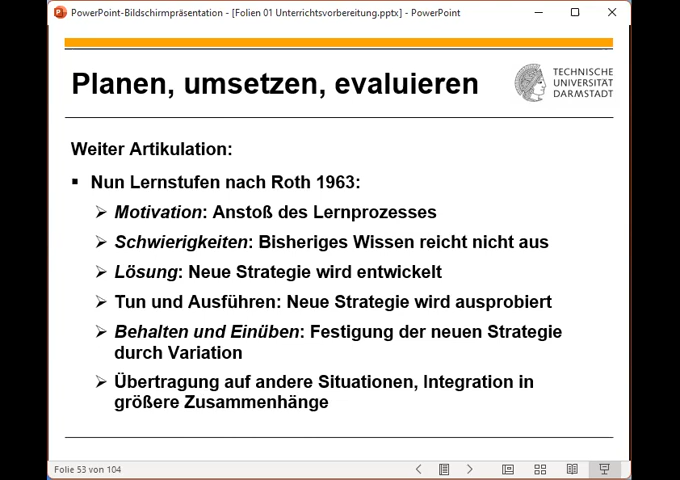 PowerPoint-Bildschirmpräsentation - [Folien 01 Unterrichtsvorbereitung.pptx] - PowerPoint
Planen, umsetzen, evaluieren
TECHNISCHE
UNIVERSITÄT
DARMSTADT
Weiter Artikulation:
▪ Nun Lernstufen nach Roth 1963:
➢ Motivation: Anstoß des Lernprozesses
➢ Schwierigkeiten: Bisheriges Wissen reicht nicht aus
➢ Lösung: Neue Strategie wird entwickelt
➢ Tun und Ausführen: Neue Strategie wird ausprobiert
➢ Behalten und Einüben: Festigung der neuen Strategie
durch Variation
➢ Übertragung auf andere Situationen, Integration in
größere Zusammenhänge
Folie 53 von 104